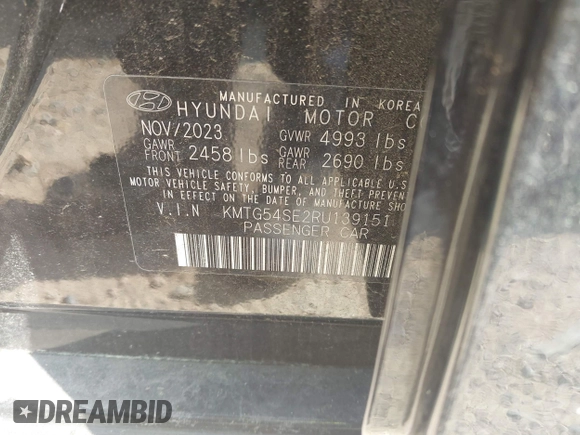 MANUFACTURED IN KOREA
HYUNDAI MOTOR C
NOV/2023 GVWR 4993 lbs
GAWR FRONT 2458 lbs GAWR REAR 2690 lbs
THIS VEHICLE CONFORMS TO ALL APPLICABLE U.S
MOTOR VEHICLE SAFETY, BUMPER, AND THEFT PREVEN
IN EFFECT ON THE DATE OF MANUFACTURE SHO
V.I.N KMTG54SE2RU139151
PASSENGER CAR
DREAMBID